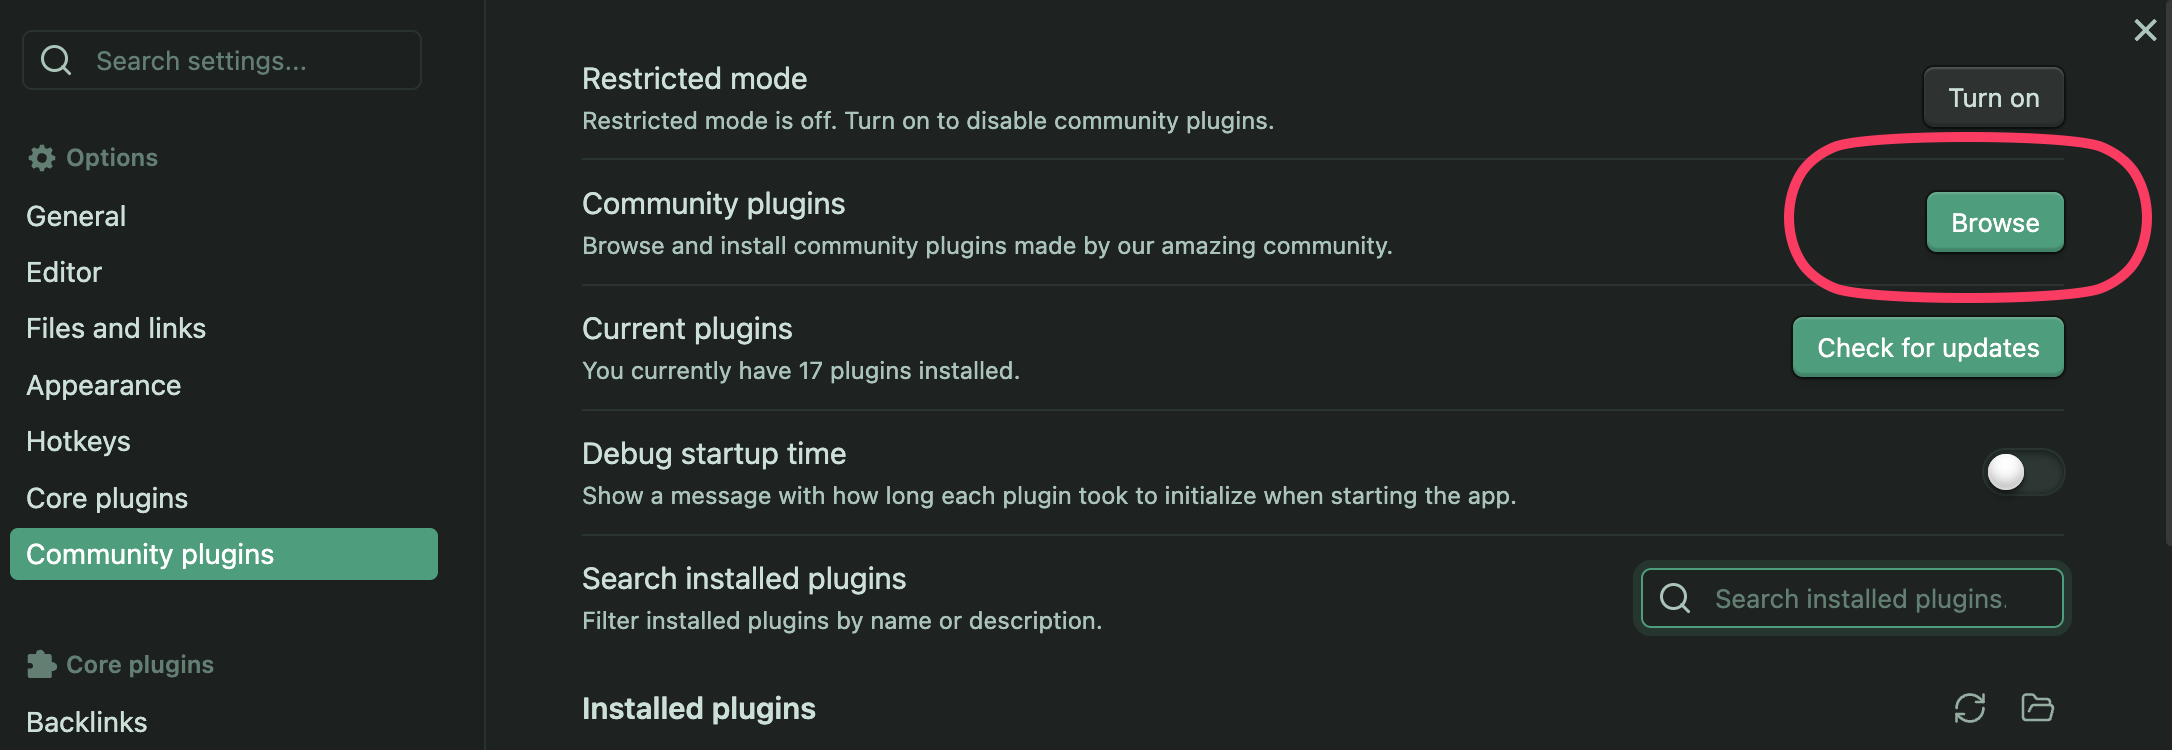 Search settings...
Options
General
Editor
Files and links
Appearance
Hotkeys
Core plugins
Community plugins
Core plugins
Backlinks
Restricted mode
Restricted mode is off. Turn on to disable community plugins.
Turn on
Community plugins
Browse and install community plugins made by our amazing community.
Browse
Current plugins
You currently have 17 plugins installed.
Check for updates
Debug startup time
Show a message with how long each plugin took to initialize when starting the app.
Search installed plugins
Filter installed plugins by name or description.
Search installed plugins.
Installed plugins